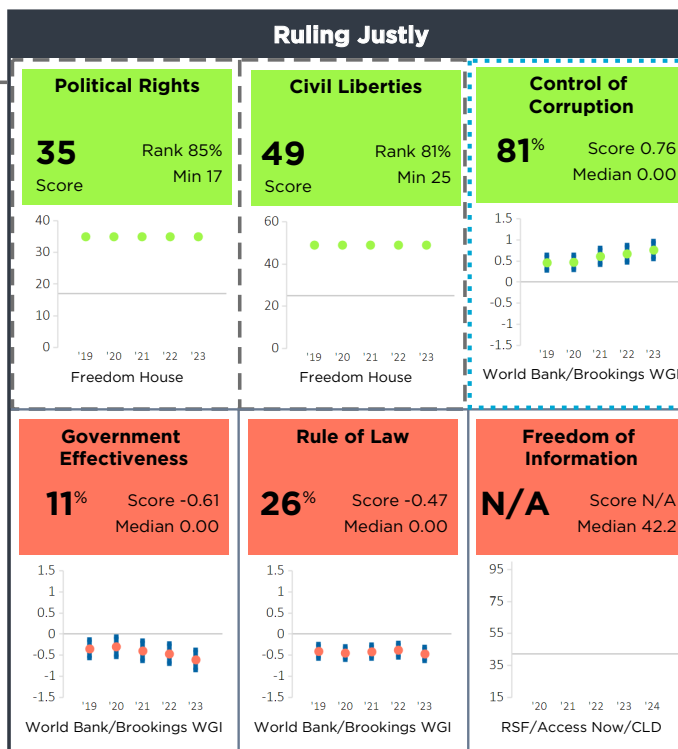 Ruling Justly
Political Rights
35
Score
Rank 85%
Min 17
40
30
20
10
0
'19 '20 '21 '22 '23
Freedom House
Civil Liberties
49
Score
Rank 81%
Min 25
60
40
20
0
'19 '20 '21 '22 '23
Freedom House
Control of
Corruption
81%
Score 0.76
Median 0.00
1.5
1
0.5
0
-0.5
-1
-1.5
'19 '20 '21 '22 '23
World Bank/Brookings WGI
Government
Effectiveness
11%
Score -0.61
Median 0.00
1.5
1
0.5
0
-0.5
-1
-1.5
'19 '20 '21 '22 '23
World Bank/Brookings WGI
Rule of Law
26%
Score -0.47
Median 0.00
1.5
1
0.5
0
-0.5
-1
-1.5
'19 '20 '21 '22 '23
World Bank/Brookings WGI
Freedom of
Information
N/A
Score N/A
Median 42.2
95
75
55
35
15
'20 '21 '22 '23 '24
RSF/Access Now/CLD